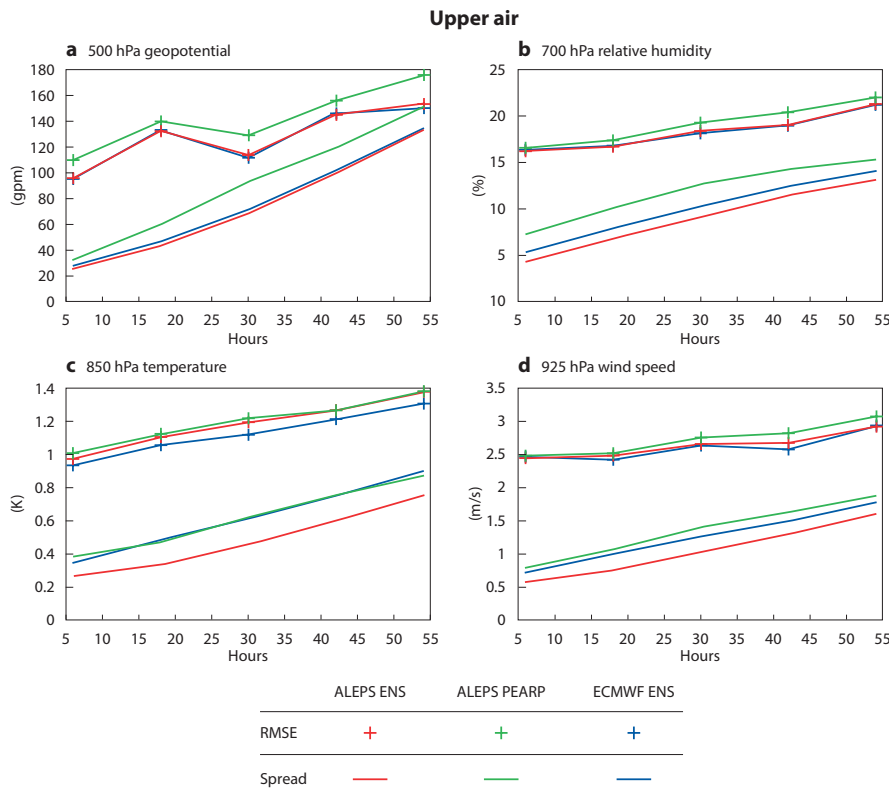 Upper air
a 500 hPa geopotential
180
160
140
120
100
80
60
40
20
0
(gpm)
5 10 15 20 25 30 35 40 45 50 55
Hours
b 700 hPa relative humidity
25
20
15
10
5
10
(%)
5 10 15 20 25 30 35 40 45 50 55
Hours
c 850 hPa temperature
1.4
1.2
1
0.8
0.6
0.4
0.2
0
(K)
5 10 15 20 25 30 35 40 45 50 55
Hours
d 925 hPa wind speed
3.5
3
2.5
2
1.5
1
0.5
0
(m/s)
5 10 15 20 25 30 35 40 45 50 55
Hours
ALEPS ENS ALEPS PEARP ECMWF ENS
RMSE
Spread